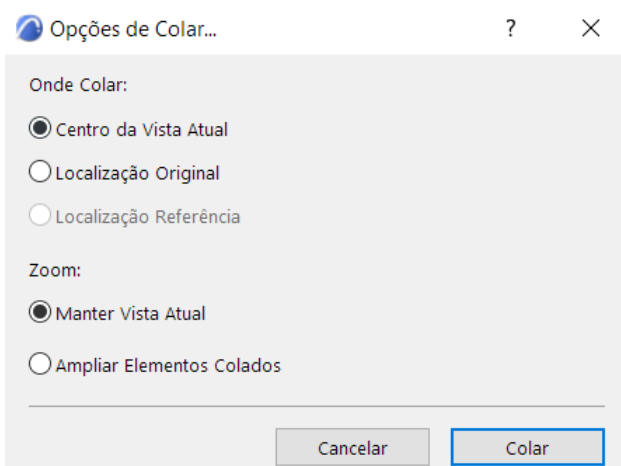 Opções de Colar...
Onde Colar:
Centro da Vista Atual
Localização Original
Localização Referência
Zoom:
Manter Vista Atual
Ampliar Elementos Colados
Cancelar Colar